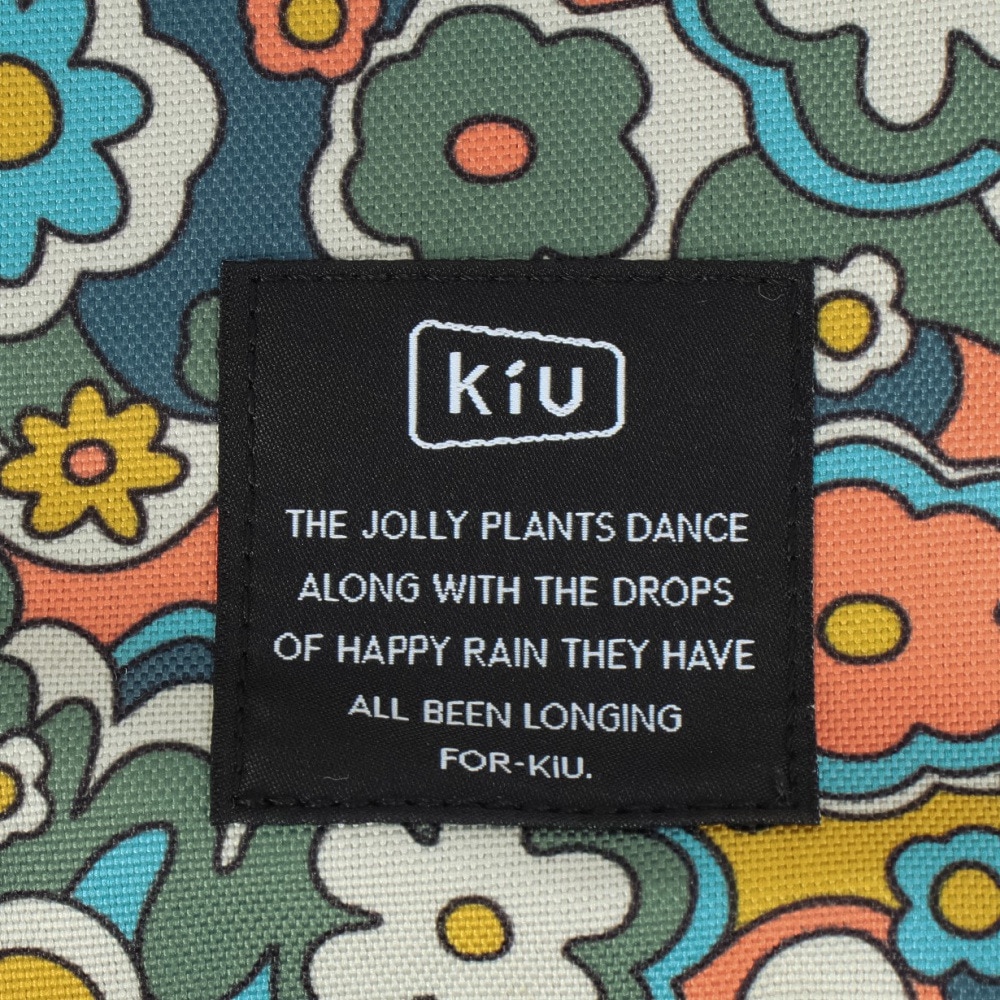 kiU
THE JOLLY PLANTS DANCE
ALONG WITH THE DROPS
OF HAPPY RAIN THEY HAVE
ALL BEEN LONGING
FOR-KiU.